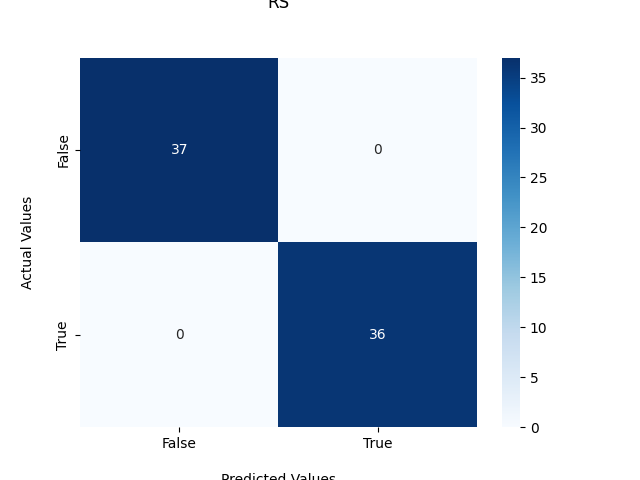 RS
37
0
0
36
False
True
Actual Values
False
True
Predicted Values
35
30
25
20
15
10
5
0